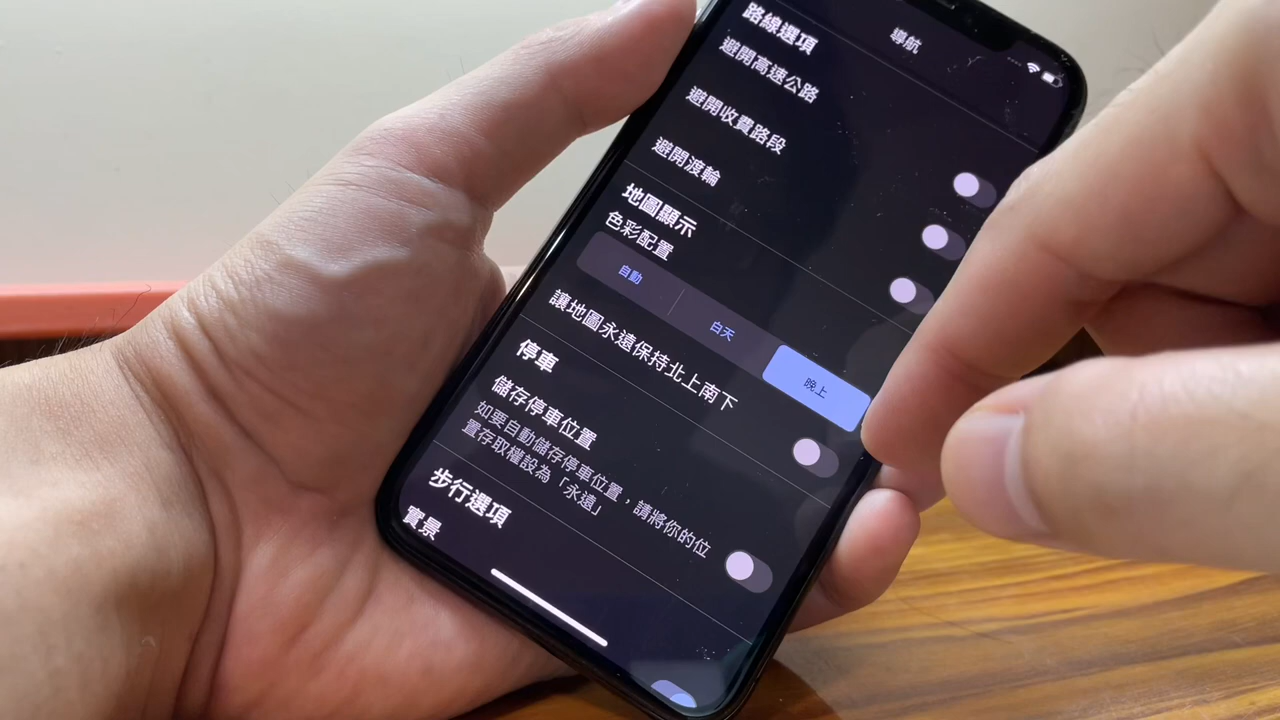 導航
路線選項
避開高速公路
避開收費路段
避開渡輪
地圖顯示
色彩配置
自動
白天
晚上
讓地圖永遠保持北上南下
停車
儲存停車位置
如要自動儲存停車位置，請將你的位
置存取權設為「永遠」
步行選項
實景